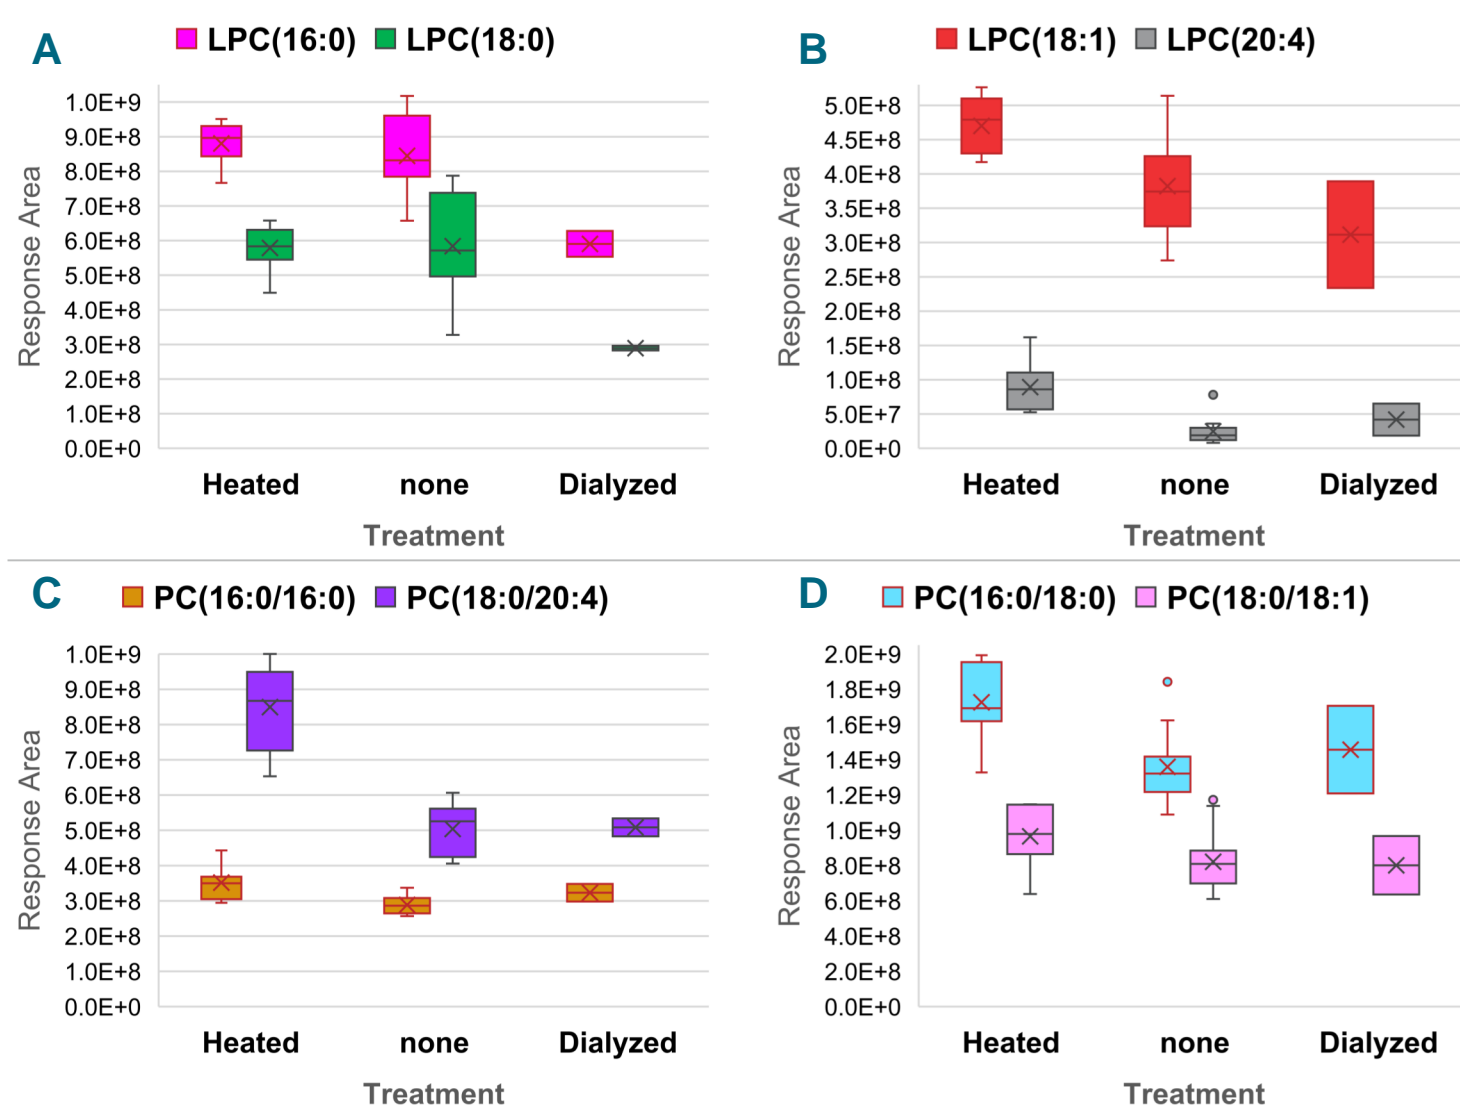 A
LPC(16:0) LPC(18:0)
1.0E+9
9.0E+8
8.0E+8
7.0E+8
6.0E+8
5.0E+8
4.0E+8
3.0E+8
2.0E+8
1.0E+8
0.0E+0
Response Area
Heated none Dialyzed
Treatment
B
LPC(18:1) LPC(20:4)
5.0E+8
4.5E+8
4.0E+8
3.5E+8
3.0E+8
2.5E+8
2.0E+8
1.5E+8
1.0E+8
5.0E+7
0.0E+0
Response Area
Heated none Dialyzed
Treatment
C
PC(16:0/16:0) PC(18:0/20:4)
1.0E+9
9.0E+8
8.0E+8
7.0E+8
6.0E+8
5.0E+8
4.0E+8
3.0E+8
2.0E+8
1.0E+8
0.0E+0
Response Area
Heated none Dialyzed
Treatment
D
PC(16:0/18:0) PC(18:0/18:1)
2.0E+9
1.8E+9
1.6E+9
1.4E+9
1.2E+9
1.0E+9
8.0E+8
6.0E+8
4.0E+8
2.0E+8
0.0E+0
Response Area
Heated none Dialyzed
Treatment